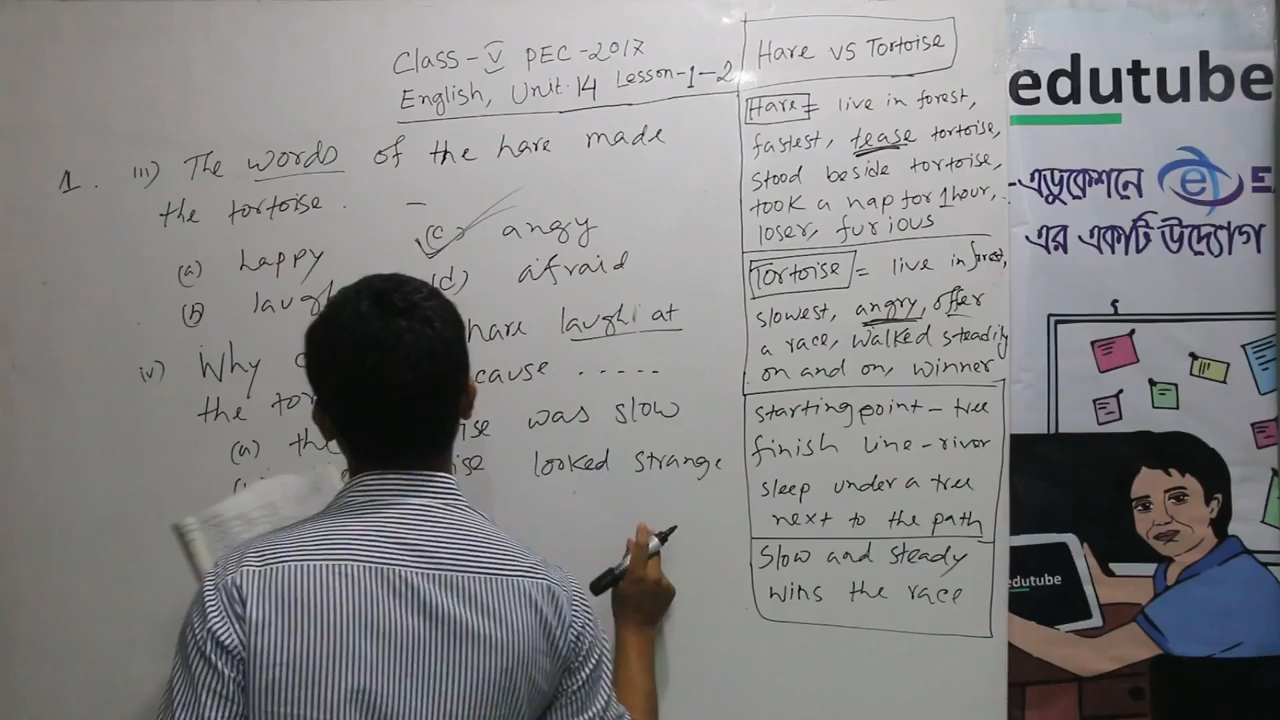 Class-V PEC-2017
English, Unit.14 Lesson-1-2
1. iii) The words of the hare made
the tortoise.
(a) happy
(b)
(c) angry
(d) afraid
iv) Why hare laugh at
the cause .....
(a) was slow
looked strange
Hare vs Tortoise
Hare = live in forest,
fastest, tease tortoise,
stood beside tortoise,
took a nap for 1 hour,
loser, furious
Tortoise = live in forest,
slowest, angry, offer
a race, walked steadily
on and on, winner
starting point - tree
finish line - river
sleep under a tree
next to the path
Slow and steady
wins the race
edutube
-এডুকেশনে
এর একটি উদ্যোগ
edutube